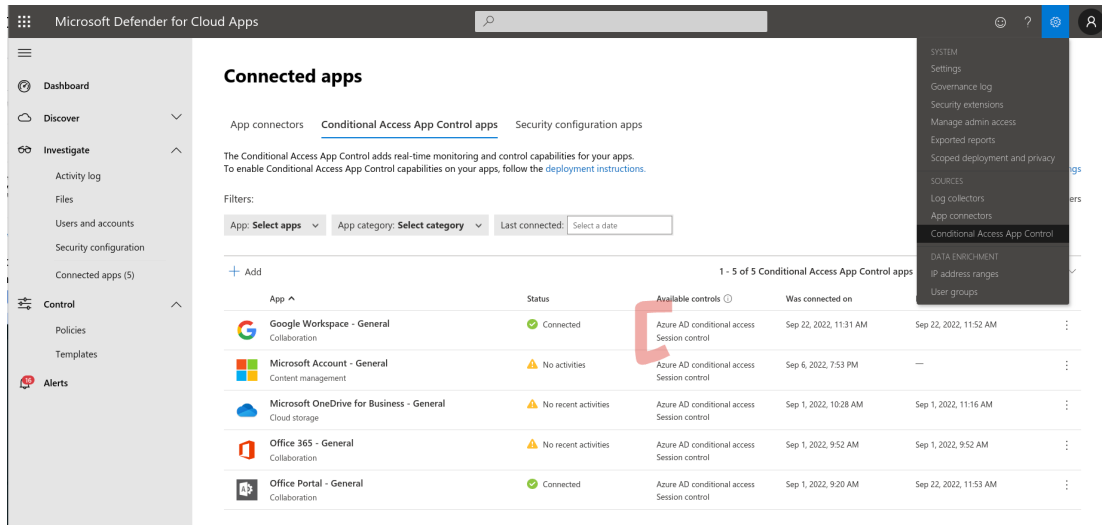 Microsoft Defender for Cloud Apps
?
Dashboard
Discover
Investigate
Activity log
Files
Users and accounts
Security configuration
Connected apps (5)
Control
Policies
Templates
16
Alerts
Connected apps
App connectors Conditional Access App Control apps Security configuration apps
The Conditional Access App Control adds real-time monitoring and control capabilities for your apps.
To enable Conditional Access App Control capabilities on your apps, follow the deployment instructions.
Filters:
App: Select apps App category: Select category Last connected: Select a date
+ Add
1 - 5 of 5 Conditional Access App Control apps
App Status Available controls Was connected on
Google Workspace - General Connected Azure AD conditional access Sep 22, 2022, 11:31 AM Sep 22, 2022, 11:52 AM
Collaboration Session control
Microsoft Account - General No activities Azure AD conditional access Sep 6, 2022, 7:53 PM —
Content management Session control
Microsoft OneDrive for Business - General No recent activities Azure AD conditional access Sep 1, 2022, 10:28 AM Sep 1, 2022, 11:16 AM
Cloud storage Session control
Office 365 - General No recent activities Azure AD conditional access Sep 1, 2022, 9:52 AM Sep 1, 2022, 9:52 AM
Collaboration Session control
Office Portal - General Connected Azure AD conditional access Sep 1, 2022, 9:20 AM Sep 22, 2022, 11:53 AM
Collaboration Session control
SYSTEM
Settings
Governance log
Security extensions
Manage admin access
Exported reports
Scoped deployment and privacy
SOURCES
Log collectors
App connectors
Conditional Access App Control
DATA ENRICHMENT
IP address ranges
User groups